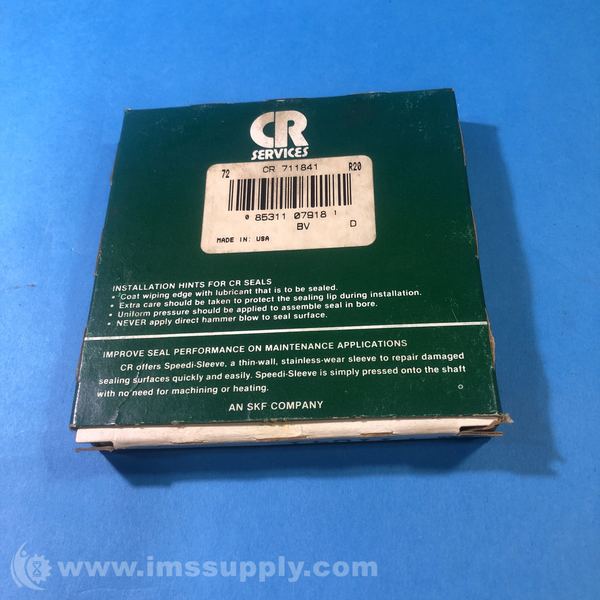 CR
SERVICES
72 CR 711841 R20
0 85311 07918 1
BV D
MADE IN: USA
INSTALLATION HINTS FOR CR SEALS
• Coat wiping edge with lubricant that is to be sealed.
• Extra care should be taken to protect the sealing lip during installation.
• Uniform pressure should be applied to assemble seal in bore.
• NEVER apply direct hammer blow to seal surface.
IMPROVE SEAL PERFORMANCE ON MAINTENANCE APPLICATIONS
CR offers Speedi-Sleeve, a thin-wall, stainless-wear sleeve to repair damaged
sealing surfaces quickly and easily. Speedi-Sleeve is simply pressed onto the shaft
with no need for machining or heating.
AN SKF COMPANY
www.imssupply.com